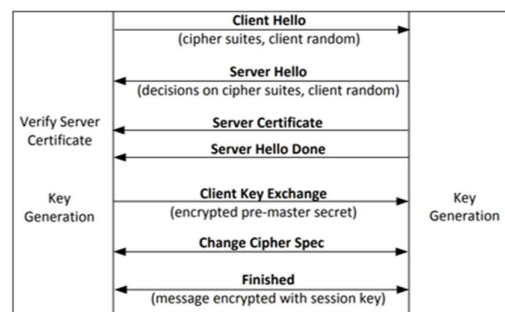 Client Hello
(cipher suites, client random)
Server Hello
(decisions on cipher suites, client random)
Verify Server
Certificate
Server Certificate
Server Hello Done
Key
Generation
Client Key Exchange
(encrypted pre-master secret)
Key
Generation
Change Cipher Spec
Finished
(message encrypted with session key)